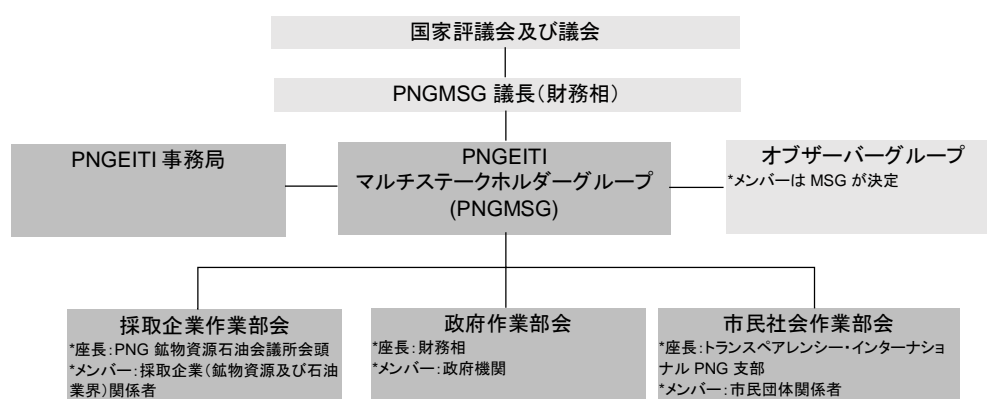 国家評議会及び議会
PNGMSG 議長（財務相）
PNGEITI 事務局
PNGEITI
マルチステークホルダーグループ
(PNGMSG)
オブザーバーグループ
*メンバーは MSG が決定
採取企業作業部会
*座長：PNG 鉱物資源石油会議所会頭
*メンバー：採取企業（鉱物資源及び石油
業界）関係者
政府作業部会
*座長：財務相
*メンバー：政府機関
市民社会作業部会
*座長：トランスペアレンシー・インターナショ
ナル PNG 支部
*メンバー：市民団体関係者